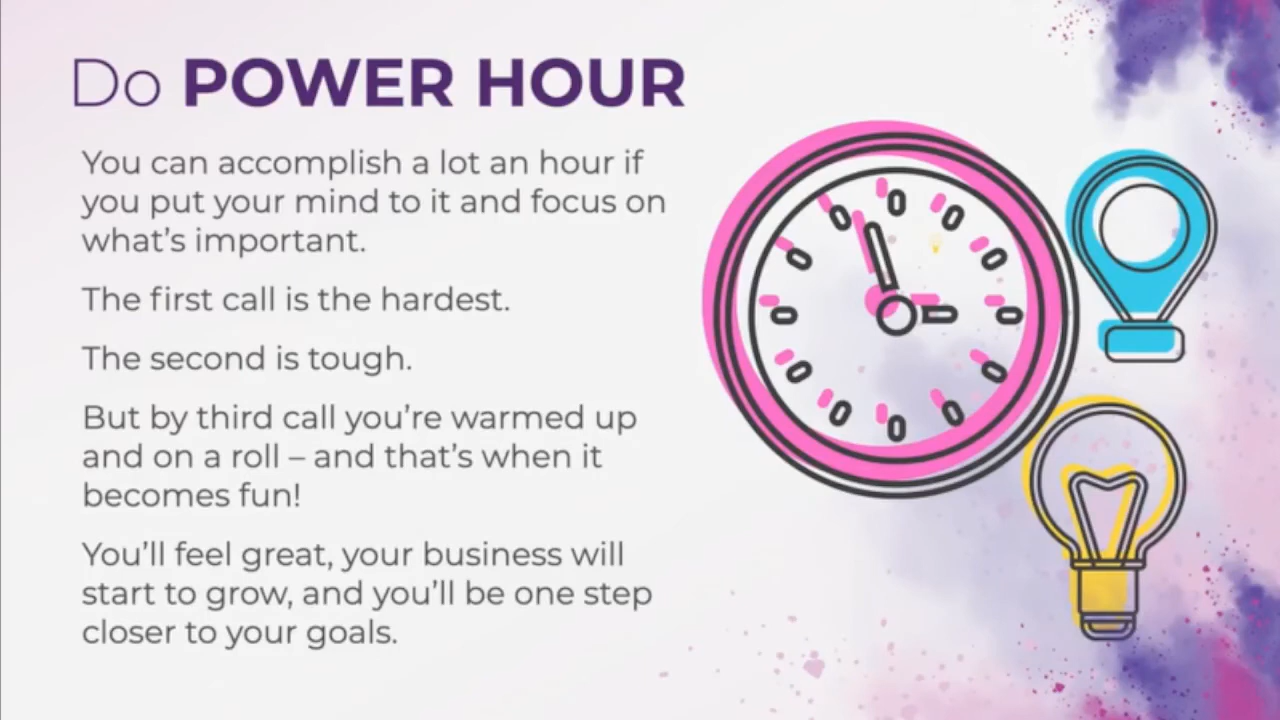 Do POWER HOUR
You can accomplish a lot an hour if
you put your mind to it and focus on
what's important.
The first call is the hardest.
The second is tough.
But by third call you're warmed up
and on a roll – and that's when it
becomes fun!
You'll feel great, your business will
start to grow, and you'll be one step
closer to your goals.